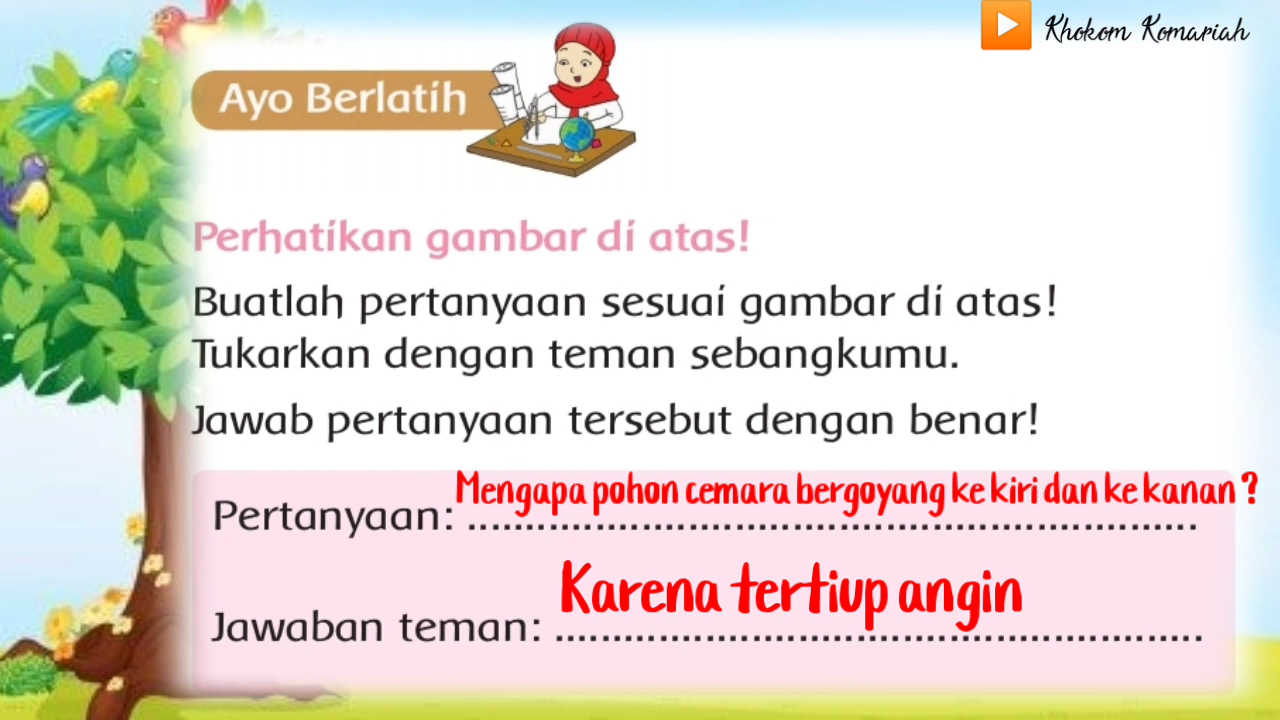 Khokom Komariah
Ayo Berlatih
Perhatikan gambar di atas!
Buatlah pertanyaan sesuai gambar di atas!
Tukarkan dengan teman sebangkumu.
Jawab pertanyaan tersebut dengan benar!
Mengapa pohon cemara bergoyang ke kiri dan ke kanan?
Pertanyaan: ................................................................
Karena tertiup angin
Jawaban teman: .........................................................